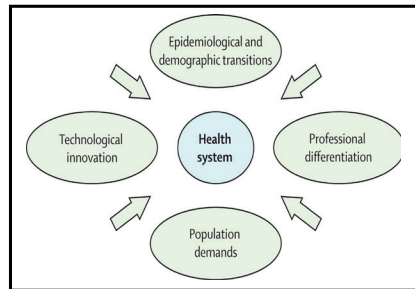 Epidemiological and
demographic transitions
Technological
innovation
Health
system
Professional
differentiation
Population
demands